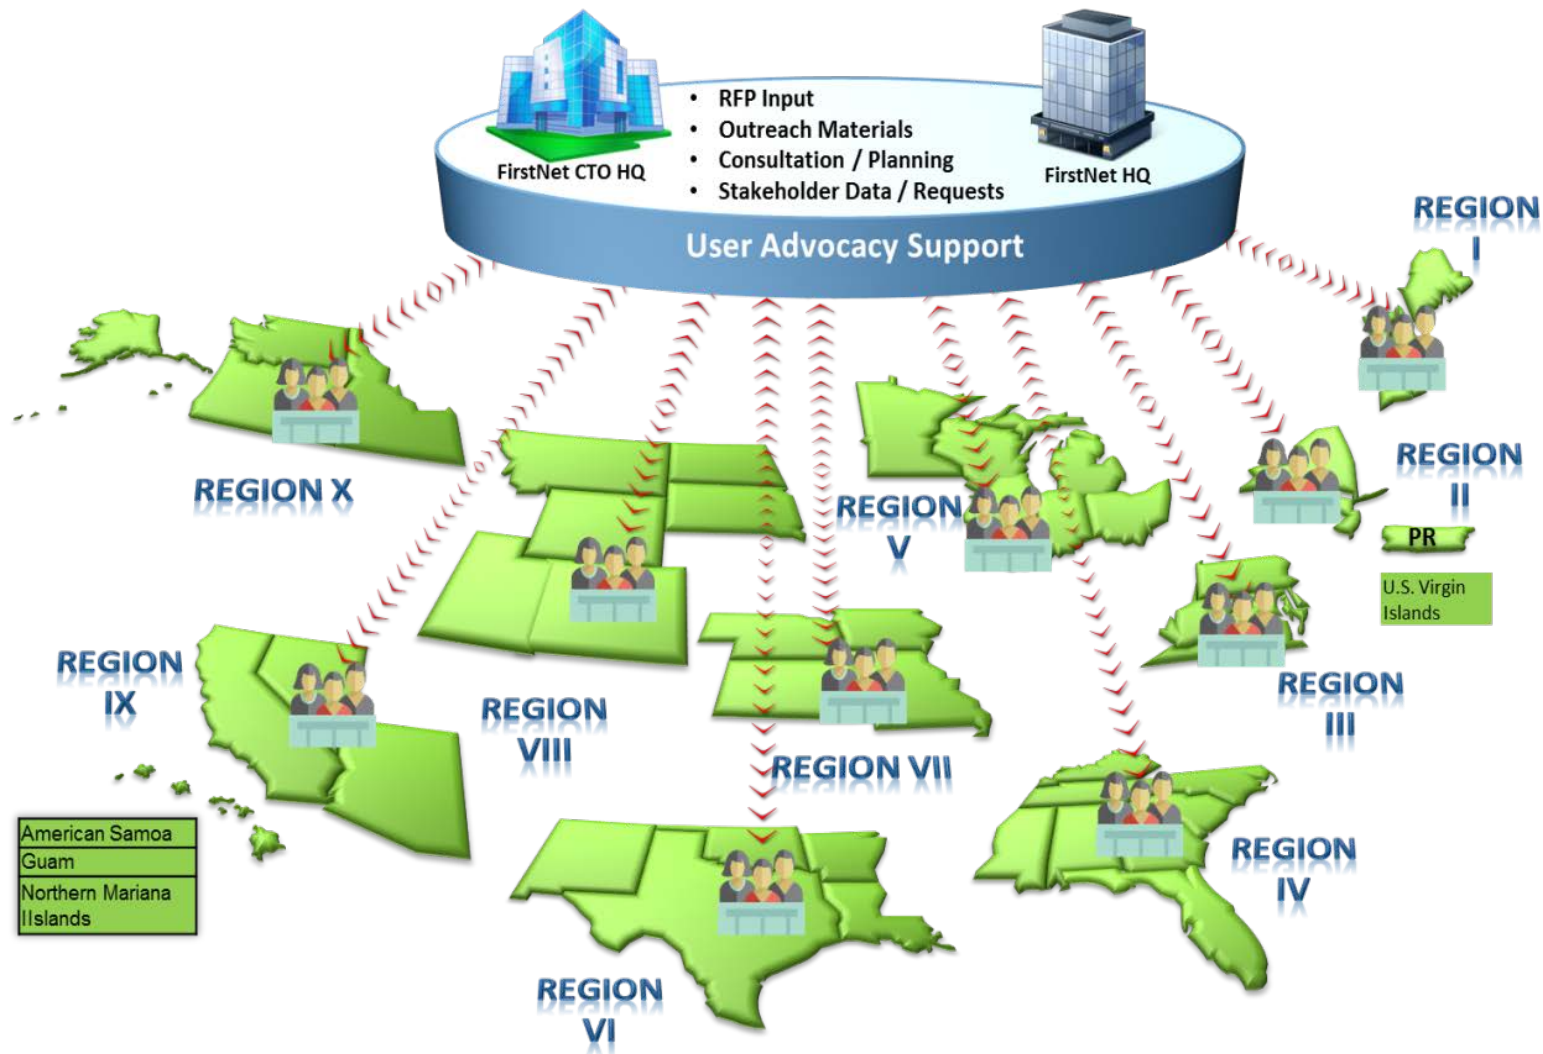 • RFP Input
• Outreach Materials
• Consultation / Planning
• Stakeholder Data / Requests
FirstNet CTO HQ
FirstNet HQ
User Advocacy Support
REGION
I
REGION X
REGION
II
PR
U.S. Virgin
Islands
REGION
V
REGION
IX
REGION
VIII
REGION VII
REGION
III
American Samoa
Guam
Northern Mariana
IIslands
REGION
IV
REGION
VI